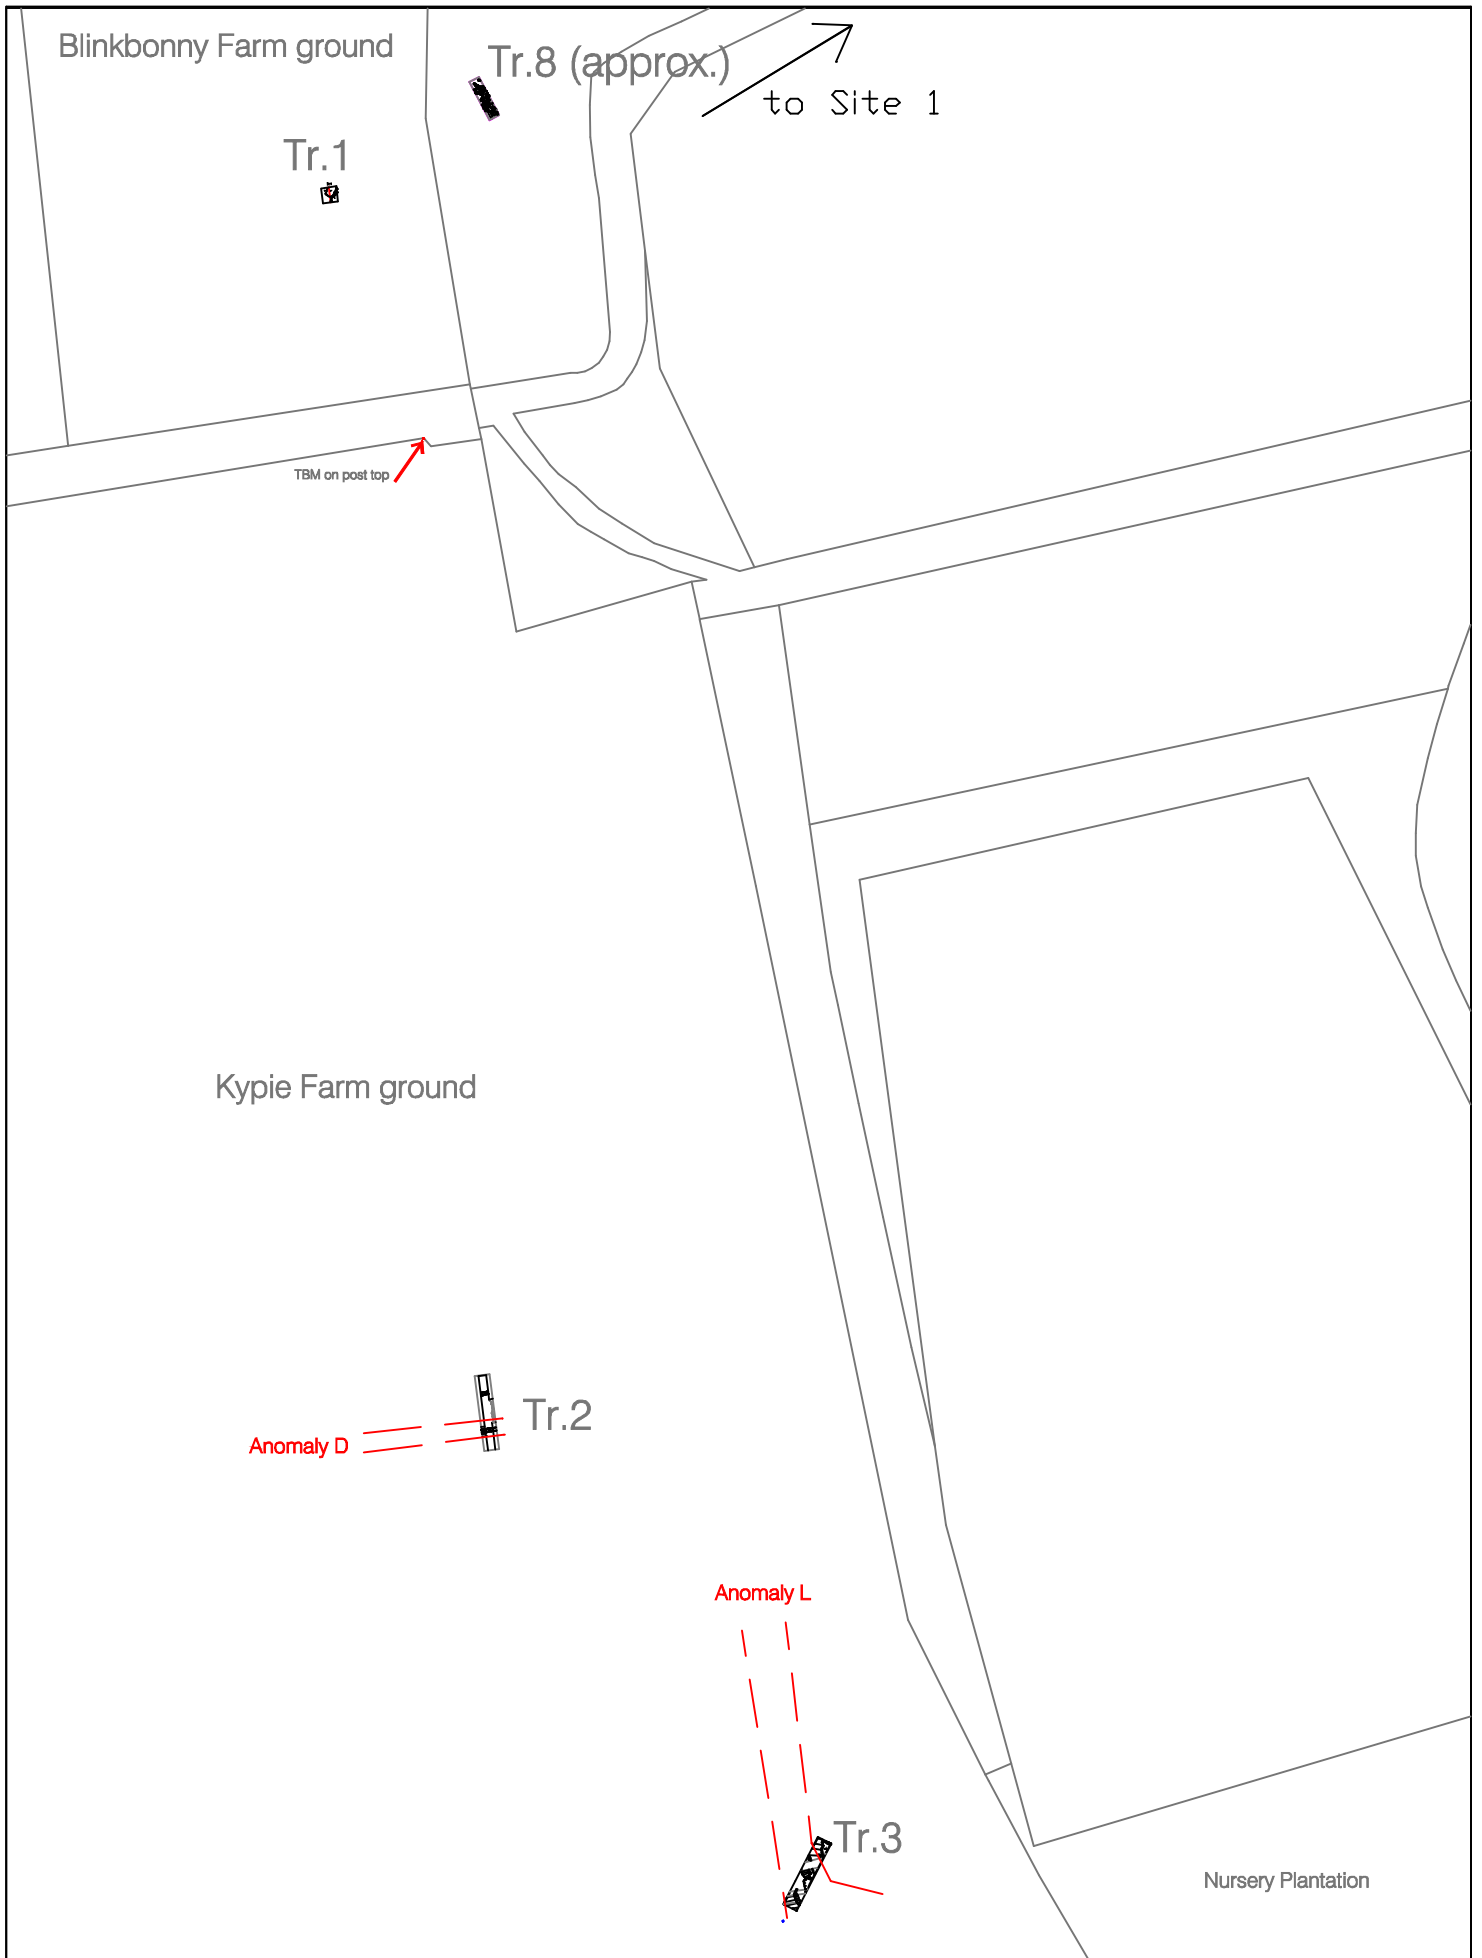 Blinkbonny Farm ground
Tr.8 (approx.)
to Site 1
Tr.1
TBM on post top
Kypie Farm ground
Tr.2
Anomaly D
Anomaly L
Tr.3
Nursery Plantation